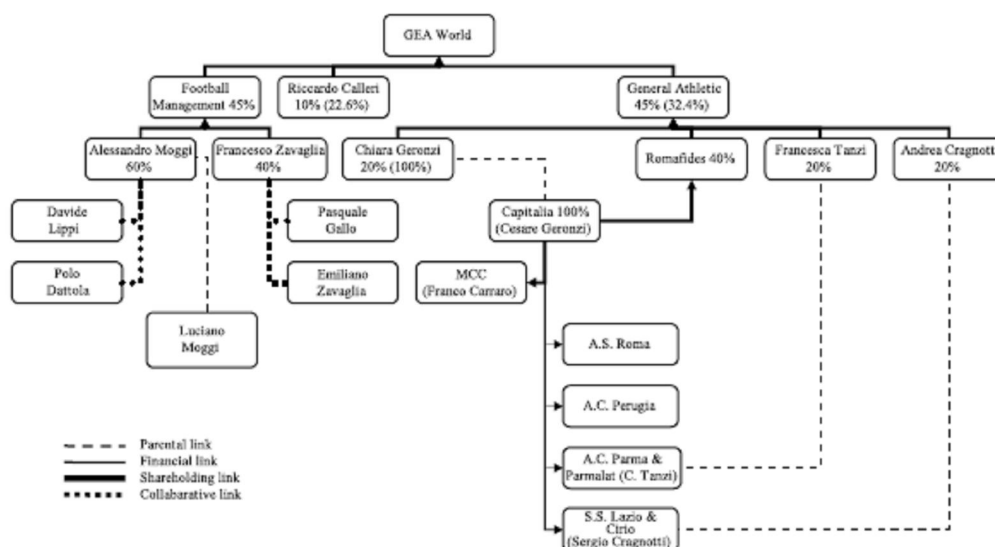 GEA World
Football
Management 45%
Riccardo Calleri
10% (22.6%)
General Athletic
45% (32.4%)
Alessandro Moggi
60%
Francesco Zavaglia
40%
Chiara Geronzi
20% (100%)
Romafides 40%
Francesca Tanzi
20%
Andrea Cragnotti
20%
Davide
Lippi
Pasquale
Gallo
Capitalia 100%
(Cesare Geronzi)
Polo
Dattola
Emiliano
Zavaglia
MCC
(Franco Carraro)
Luciano
Moggi
A.S. Roma
A.C. Perugia
A.C. Parma &
Parmalat (C. Tanzi)
S.S. Lazio &
Cirio
(Sergio Cragnotti)
Parental link
Financial link
Shareholding link
Collabarative link